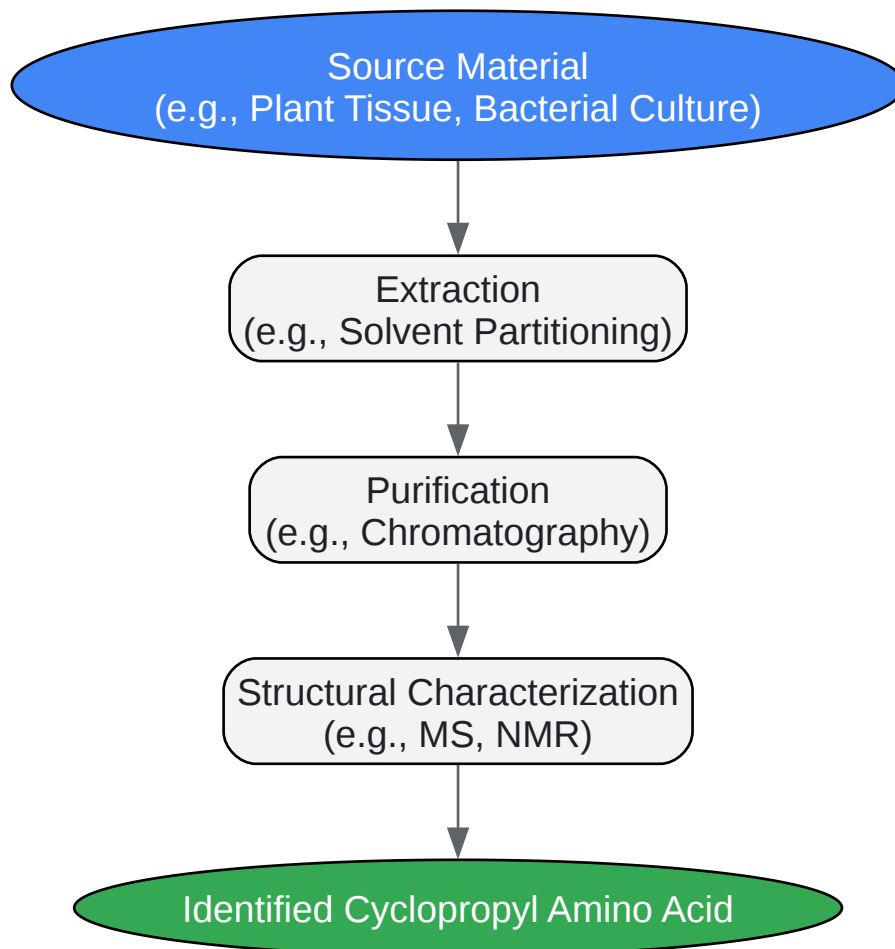 Source Material
(e.g., Plant Tissue, Bacterial Culture)
Extraction
(e.g., Solvent Partitioning)
Purification
(e.g., Chromatography)
Structural Characterization
(e.g., MS, NMR)
Identified Cyclopropyl Amino Acid